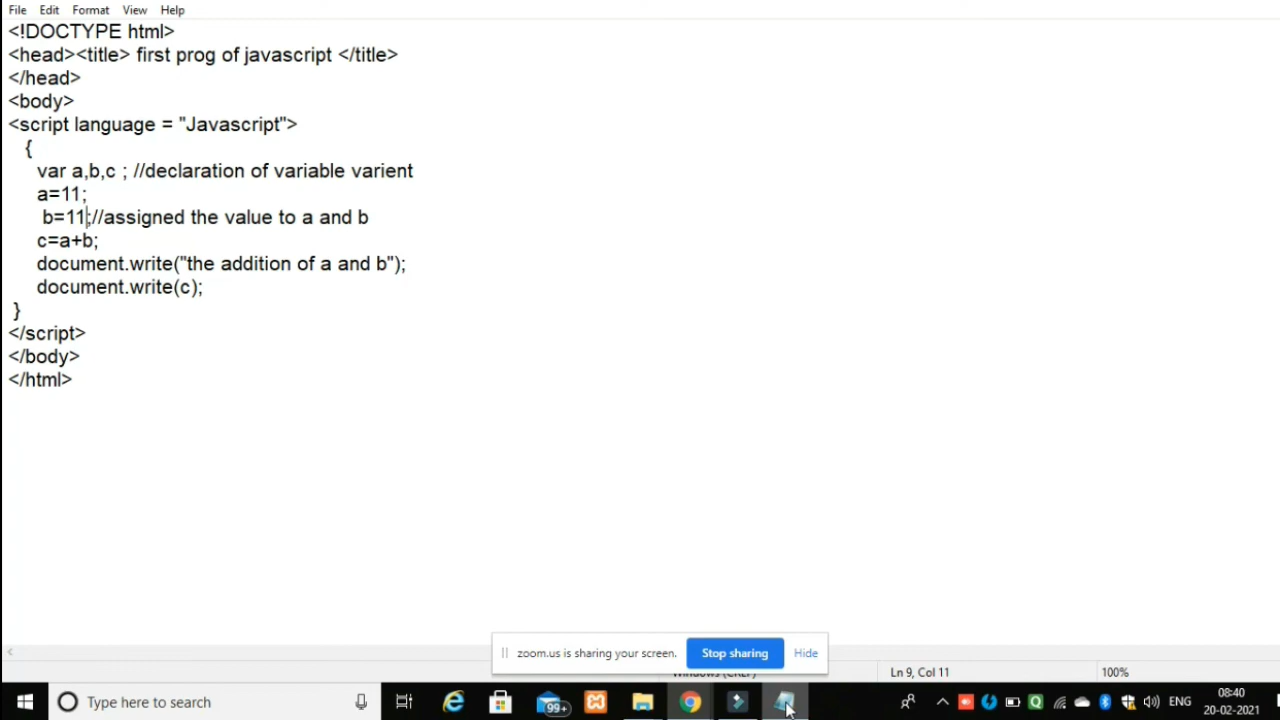 File Edit Format View Help
<!DOCTYPE html>
<head><title> first prog of javascript </title>
</head>
<body>
<script language = "Javascript">
{
var a,b,c ; //declaration of variable varient
a=11;
b=11;//assigned the value to a and b
c=a+b;
document.write("the addition of a and b");
document.write(c);
}
</script>
</body>
</html>
zoom.us is sharing your screen. Stop sharing Hide
Windows (CRLF) Ln 9, Col 11 100%
Type here to search 99+ ENG 08:40
20-02-2021